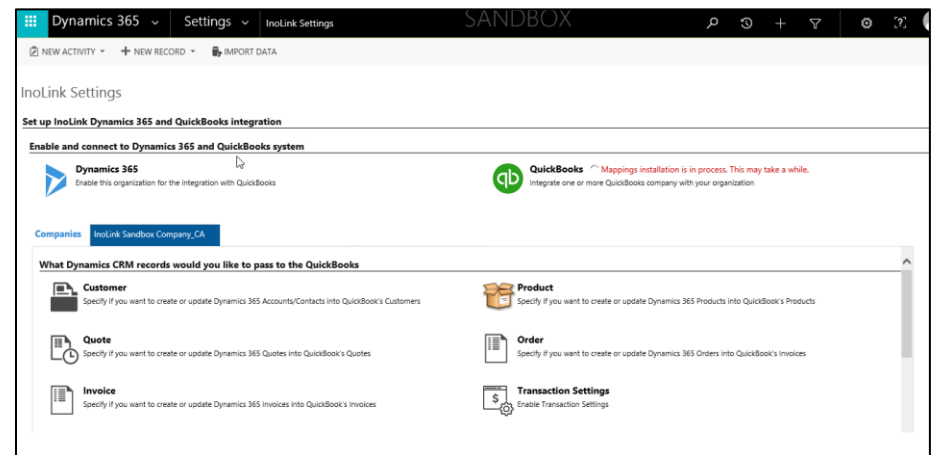 Dynamics 365 Settings InoLink Settings SANDBOX
NEW ACTIVITY NEW RECORD IMPORT DATA
InoLink Settings
Set up InoLink Dynamics 365 and QuickBooks integration
Enable and connect to Dynamics 365 and QuickBooks system
Dynamics 365
Enable this organization for the integration with QuickBooks
qb
QuickBooks Mappings installation is in process. This may take a while.
Integrate one or more QuickBooks company with your organization
Companies InoLink Sandbox Company_CA
What Dynamics CRM records would you like to pass to the QuickBooks
Customer
Specify if you want to create or update Dynamics 365 Accounts/Contacts into QuickBook's Customers
Product
Specify if you want to create or update Dynamics 365 Products into QuickBook's Products
Quote
Specify if you want to create or update Dynamics 365 Quotes into QuickBook's Quotes
Order
Specify if you want to create or update Dynamics 365 Orders into QuickBook's Invoices
Invoice
Specify if you want to create or update Dynamics 365 Invoices into QuickBook's Invoices
Transaction Settings
Enable Transaction Settings